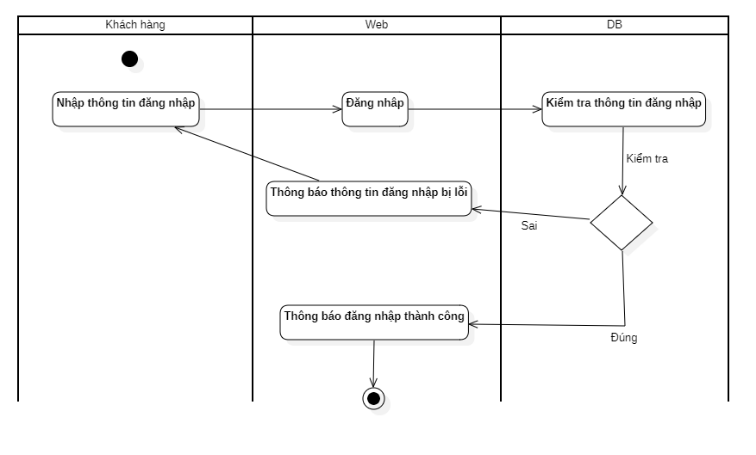 Khách hàng
Web
DB
Nhập thông tin đăng nhập
Đăng nhâp
Kiểm tra thông tin đăng nhập
Kiểm tra
Thông báo thông tin đăng nhập bị lỗi
Sai
Thông báo đăng nhập thành công
Đúng